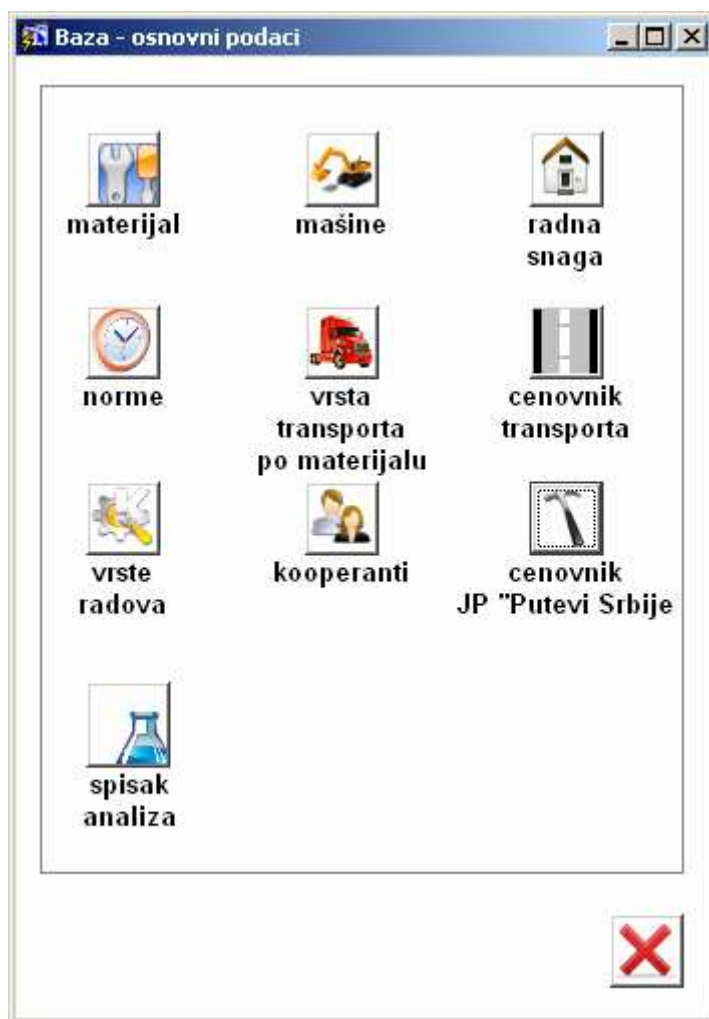 Baza - osnovni podaci
materijal
mašine
radna
snaga
norme
vrsta
transporta
po materijalu
cenovnik
transporta
vrste
radova
kooperanti
cenovnik
JP "Putevi Srbije
spisak
analiza